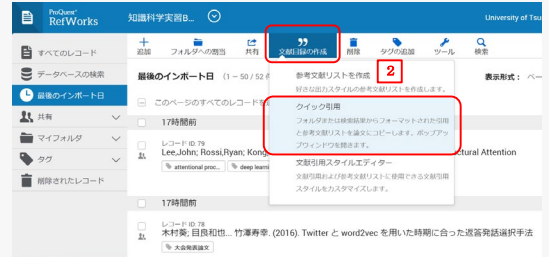 ProQuest®
RefWorks
知識科学実習B...
University of Tsu
追加 フォルダへの割当 共有 文献目録の作成 削除 タグの追加 ツール 検索
すべてのレコード
データベースの検索
最後のインポート日
共有
マイフォルダ
タグ
削除されたレコード
最後のインポート日 (1 – 50 / 52 件
表示形式： ペー
このページのすべてのレコードを
17時間前
レコード ID: 79
Lee,John; Rossi,Ryan; Kong
ctural Attention
attentional proc...
deep learni
参考文献リストを作成
2
好きな出力スタイルの参考文献リストを作成します。
クイック引用
フォルダまたは検索結果からフォーマットされた引用
と参考文献リストを論文にコピーします。ポップアッ
プウィンドウを開きます。
文献引用スタイルエディター
文献引用および参考文献リストに使用できる文献引用
スタイルをカスタマイズします。
17時間前
レコード ID: 78
木村葵; 目良和也... 竹澤寿幸. (2016). Twitter と word2vec を用いた時期に合った返答発話選択手法
大会発表論文